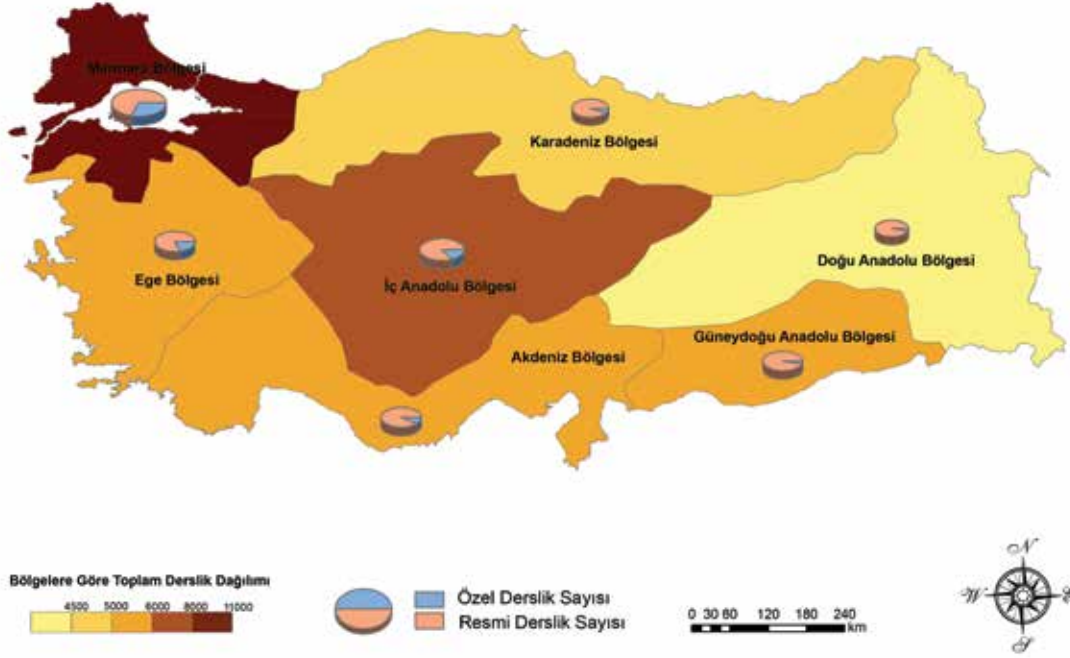 Marmara Bölgesi
Karadeniz Bölgesi
Ege Bölgesi
İç Anadolu Bölgesi
Doğu Anadolu Bölgesi
Güneydoğu Anadolu Bölgesi
Akdeniz Bölgesi
Bölgelere Göre Toplam Derslik Dağılımı
4500 5000 6000 8000 11000
Özel Derslik Sayısı
Resmi Derslik Sayısı
0 30 60 120 180 240
km
N
W
S